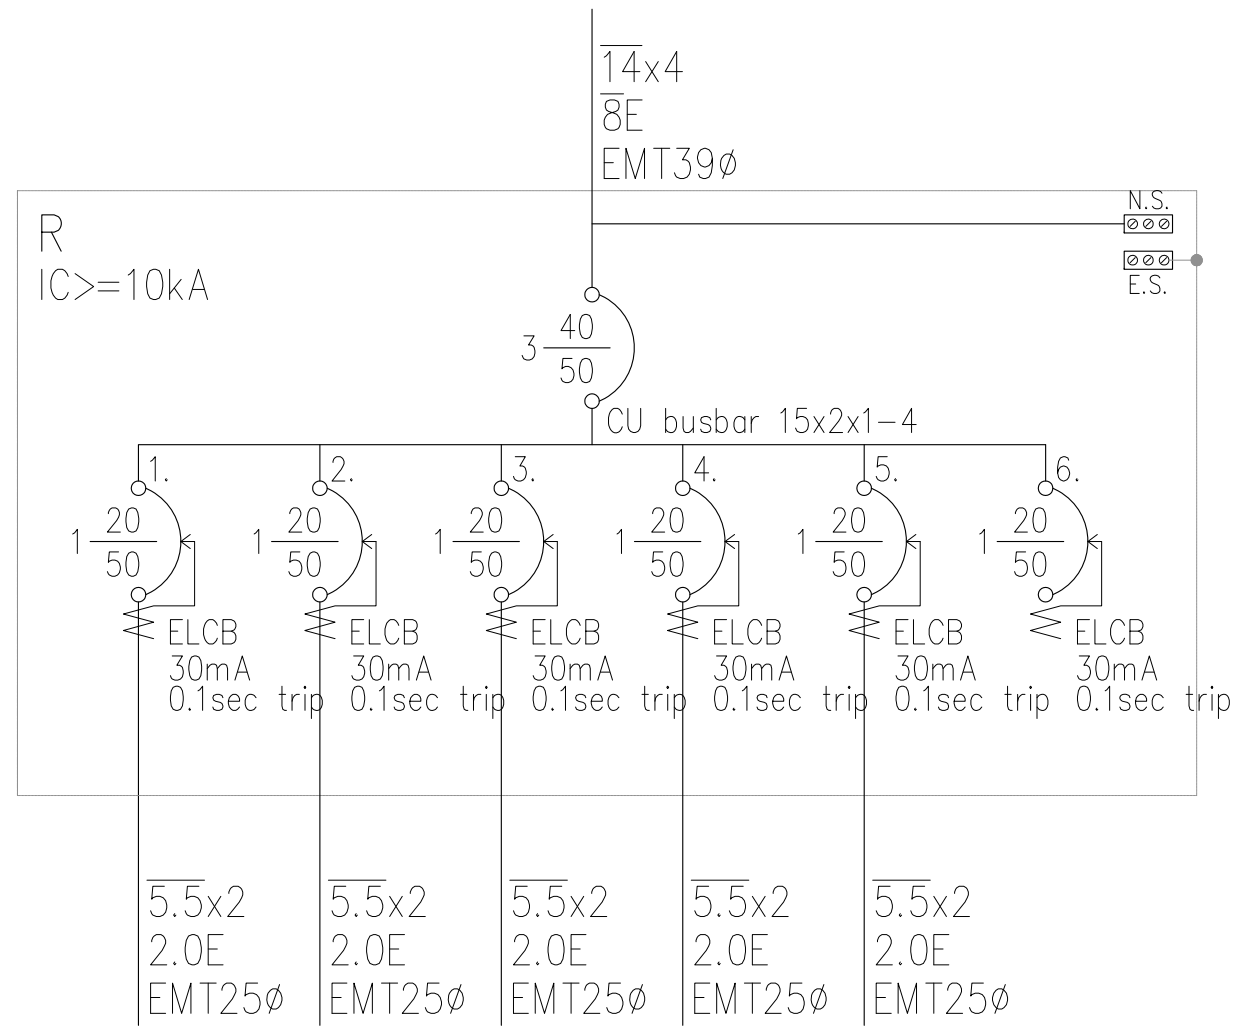 14x4
8E
EMT39ø
N.S.
R
IC>=10kA
E.S.
3 40
50
CU busbar 15x2x1-4
1. 2. 3. 4. 5. 6.
1 20 1 20 1 20 1 20 1 20 1 20
50 50 50 50 50 50
ELCB ELCB ELCB ELCB ELCB ELCB
30mA 30mA 30mA 30mA 30mA 30mA
0.1sec trip 0.1sec trip 0.1sec trip 0.1sec trip 0.1sec trip 0.1sec trip
5.5x2 5.5x2 5.5x2 5.5x2 5.5x2
2.0E 2.0E 2.0E 2.0E 2.0E
EMT25ø EMT25ø EMT25ø EMT25ø EMT25ø